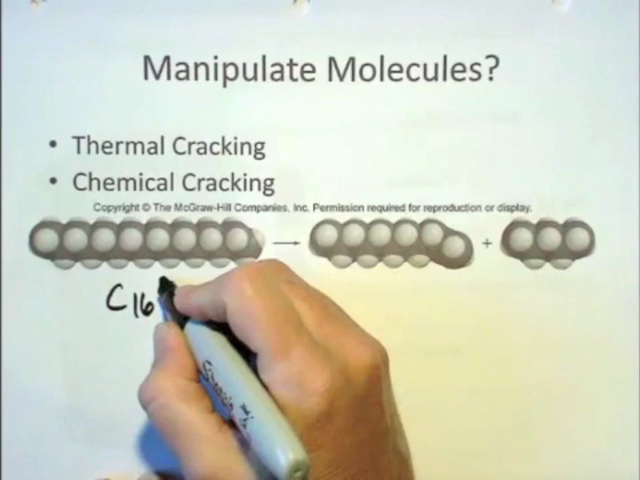 Manipulate Molecules?
• Thermal Cracking
• Chemical Cracking
Copyright © The McGraw-Hill Companies, Inc. Permission required for reproduction or display.
+
C16
Sharpie